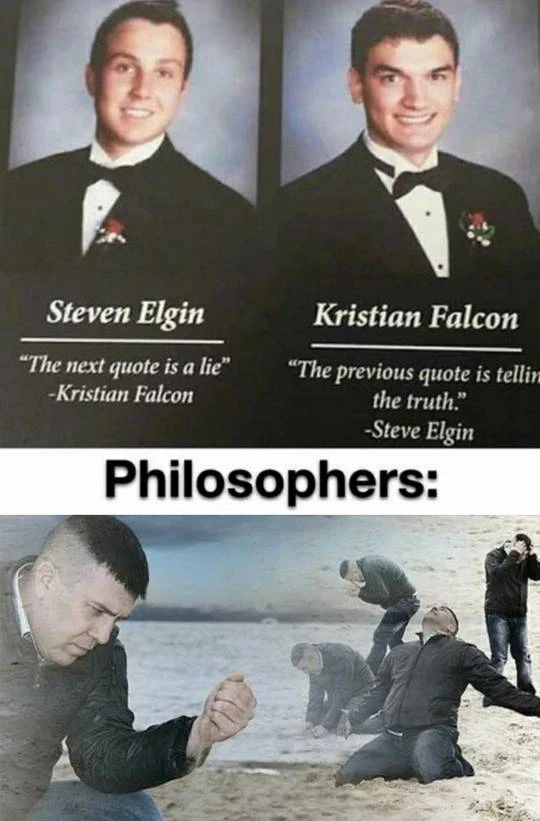 Steven Elgin
"The next quote is a lie"
-Kristian Falcon
Kristian Falcon
"The previous quote is tellin
the truth."
-Steve Elgin
Philosophers: